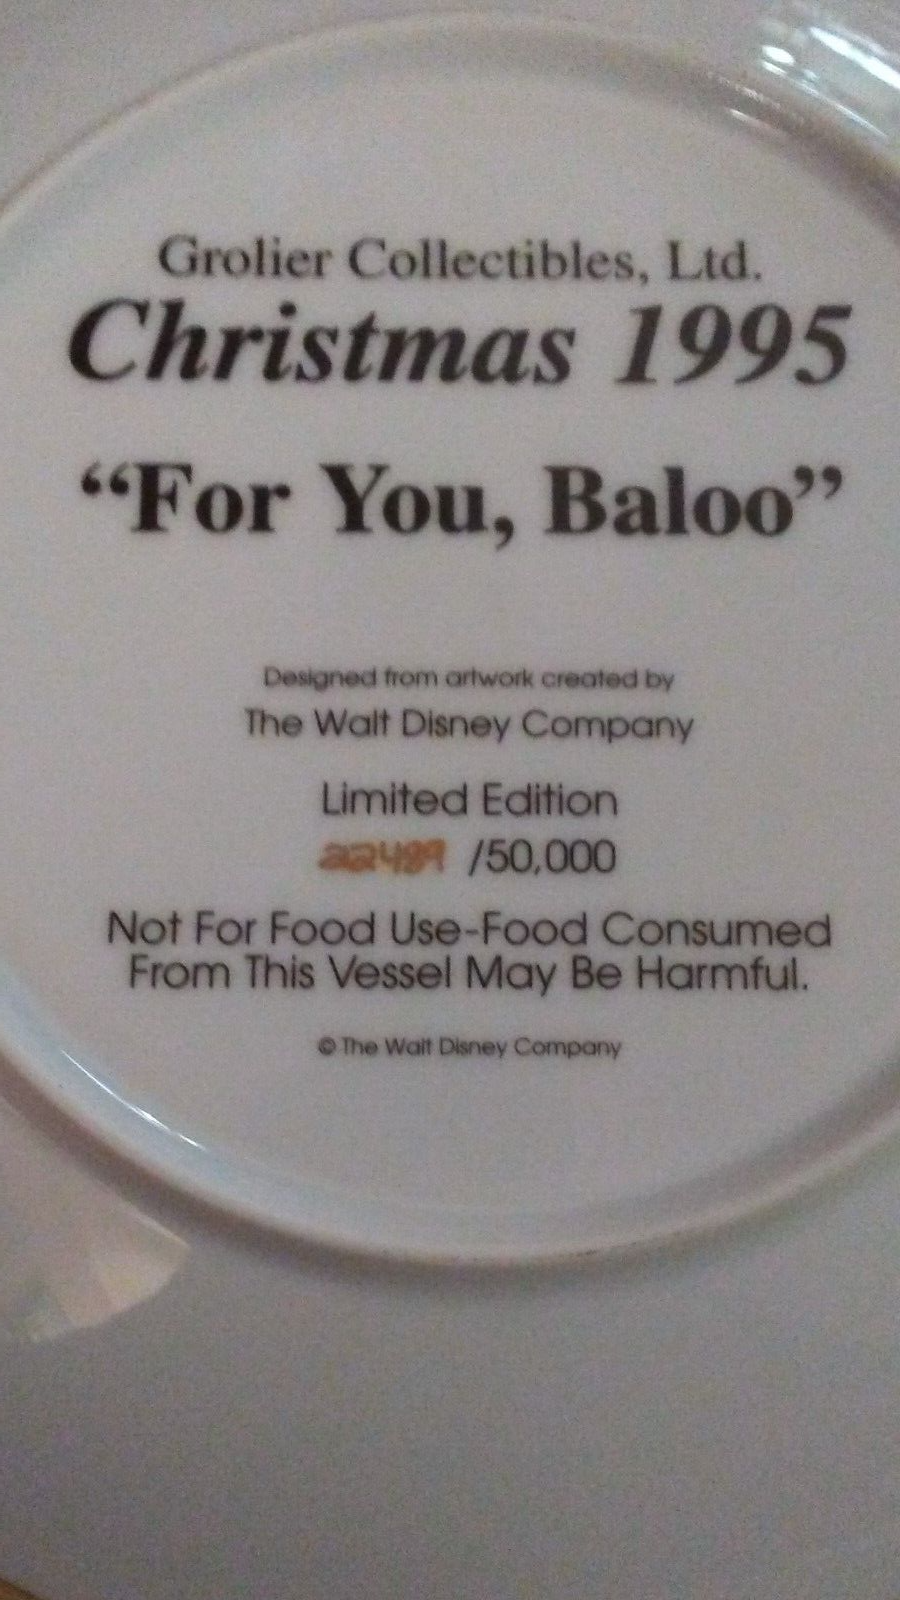 Grolier Collectibles, Ltd.
Christmas 1995
“For You, Baloo”
Designed from artwork created by
The Walt Disney Company
Limited Edition
/50,000
Not For Food Use-Food Consumed
From This Vessel May Be Harmful.
© The Walt Disney Company